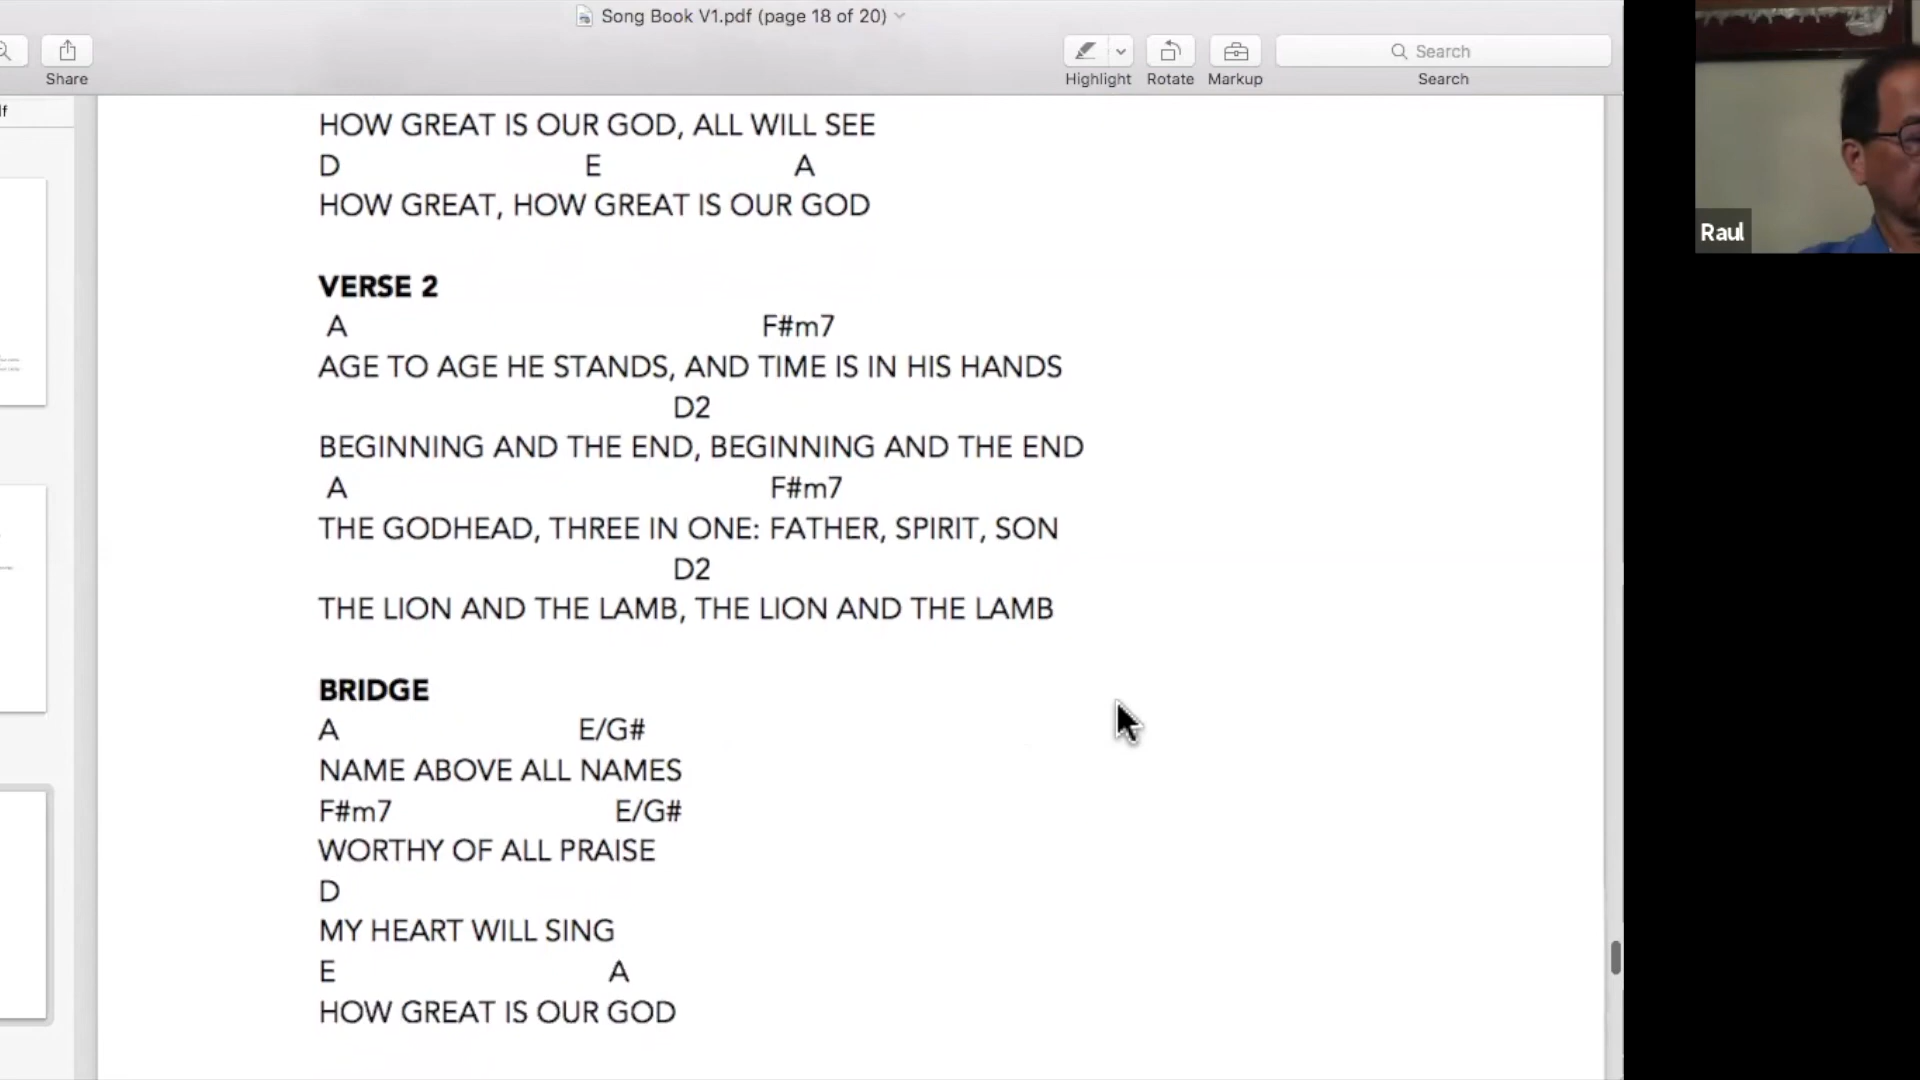 Song Book V1.pdf (page 18 of 20)
Share
Highlight
Rotate
Markup
Search
Search
HOW GREAT IS OUR GOD, ALL WILL SEE
D E A
HOW GREAT, HOW GREAT IS OUR GOD
VERSE 2
A F#m7
AGE TO AGE HE STANDS, AND TIME IS IN HIS HANDS
D2
BEGINNING AND THE END, BEGINNING AND THE END
A F#m7
THE GODHEAD, THREE IN ONE: FATHER, SPIRIT, SON
D2
THE LION AND THE LAMB, THE LION AND THE LAMB
BRIDGE
A E/G#
NAME ABOVE ALL NAMES
F#m7 E/G#
WORTHY OF ALL PRAISE
D
MY HEART WILL SING
E A
HOW GREAT IS OUR GOD
Raul